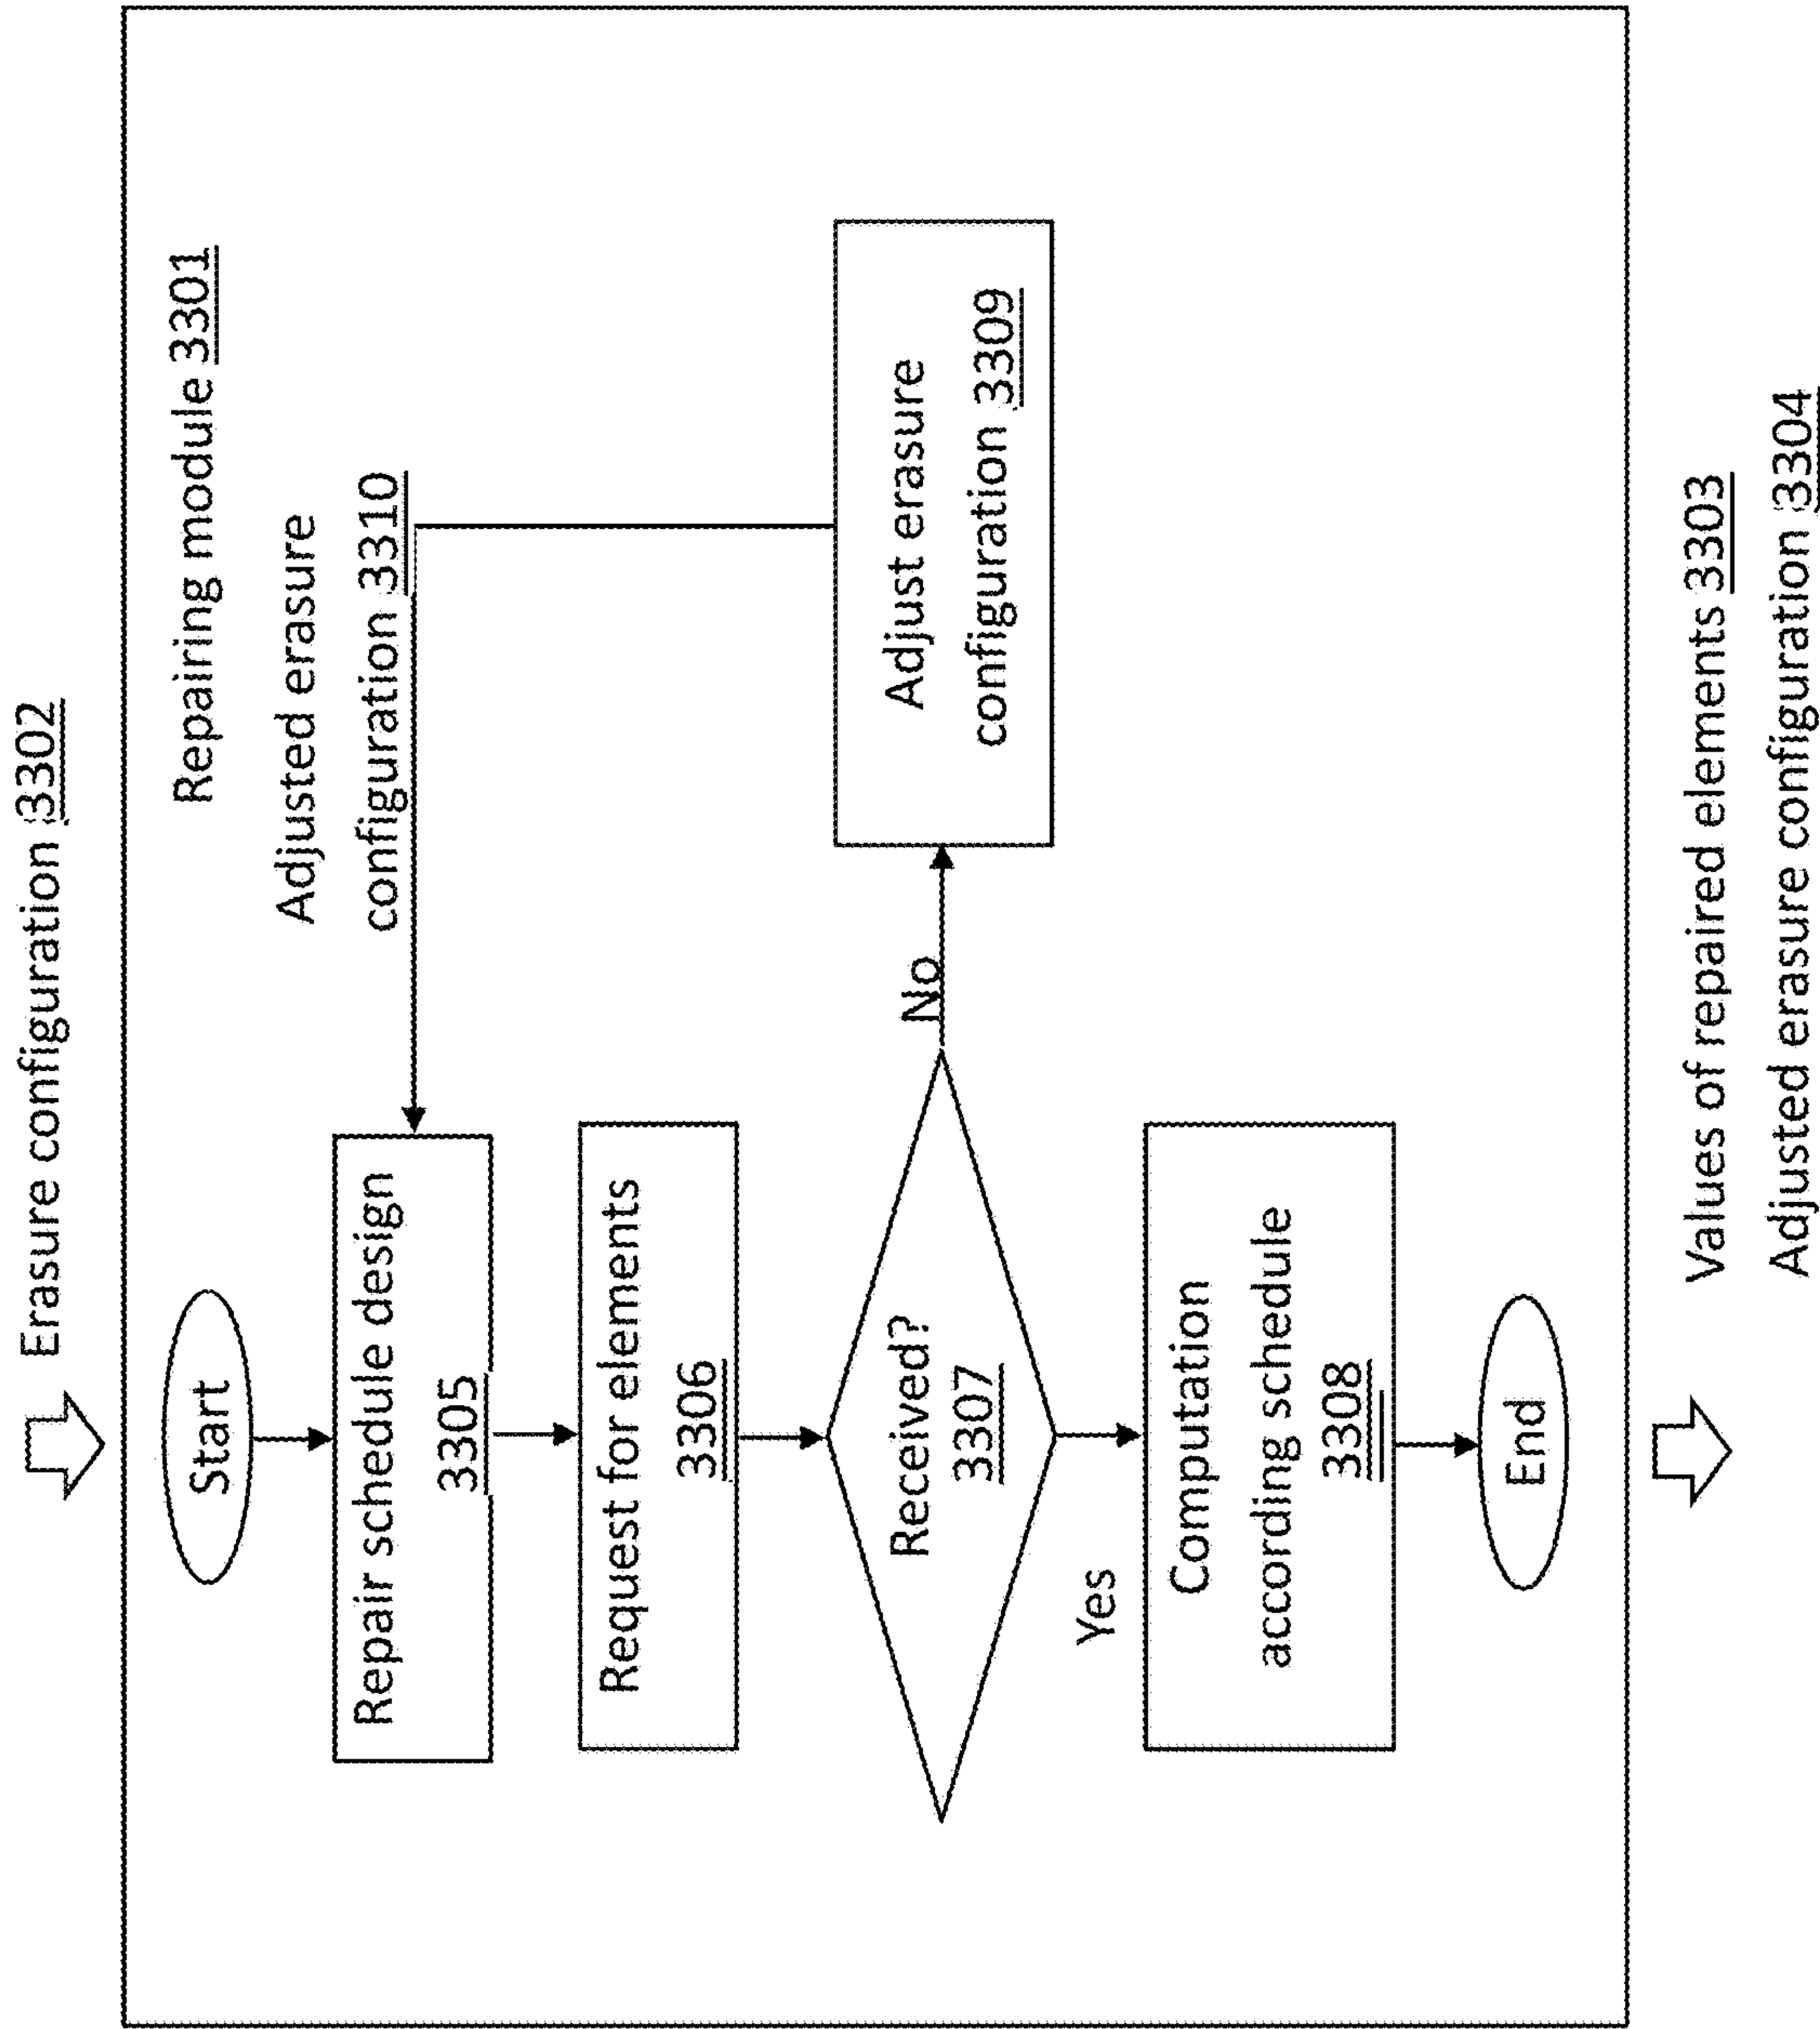 Erasure configuration 3302
Repairing module 3301
Start
Adjusted erasure
configuration 3310
Repair schedule design
3305
Request for elements
3306
Received?
3307
No
Adjust erasure
configuration 3309
Yes
Computation
according schedule
3308
End
Values of repaired elements 3303
Adjusted erasure configuration 3304